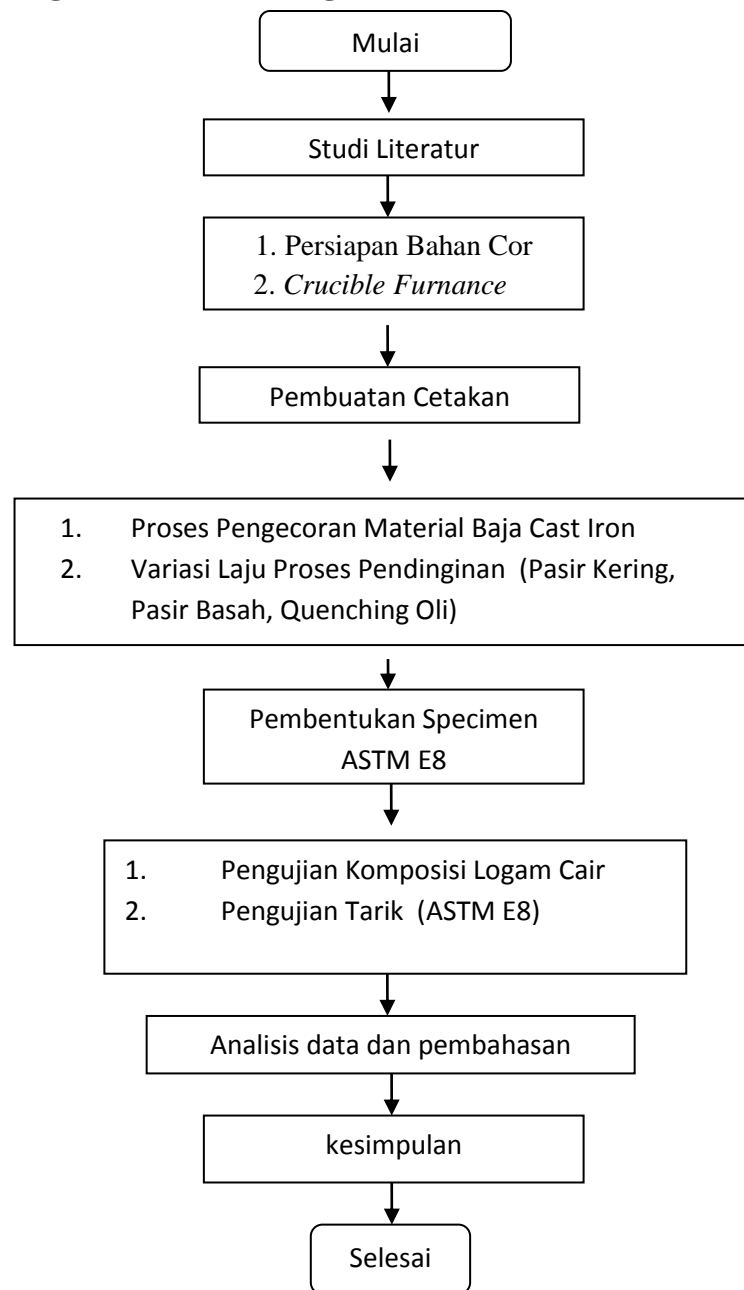 Mulai
Studi Literatur
1. Persiapan Bahan Cor
2. Crucible Furnance
Pembuatan Cetakan
1. Proses Pengecoran Material Baja Cast Iron
2. Variasi Laju Proses Pendinginan (Pasir Kering,
Pasir Basah, Quenching Oli)
Pembentukan Specimen
ASTM E8
1. Pengujian Komposisi Logam Cair
2. Pengujian Tarik (ASTM E8)
Analisis data dan pembahasan
kesimpulan
Selesai